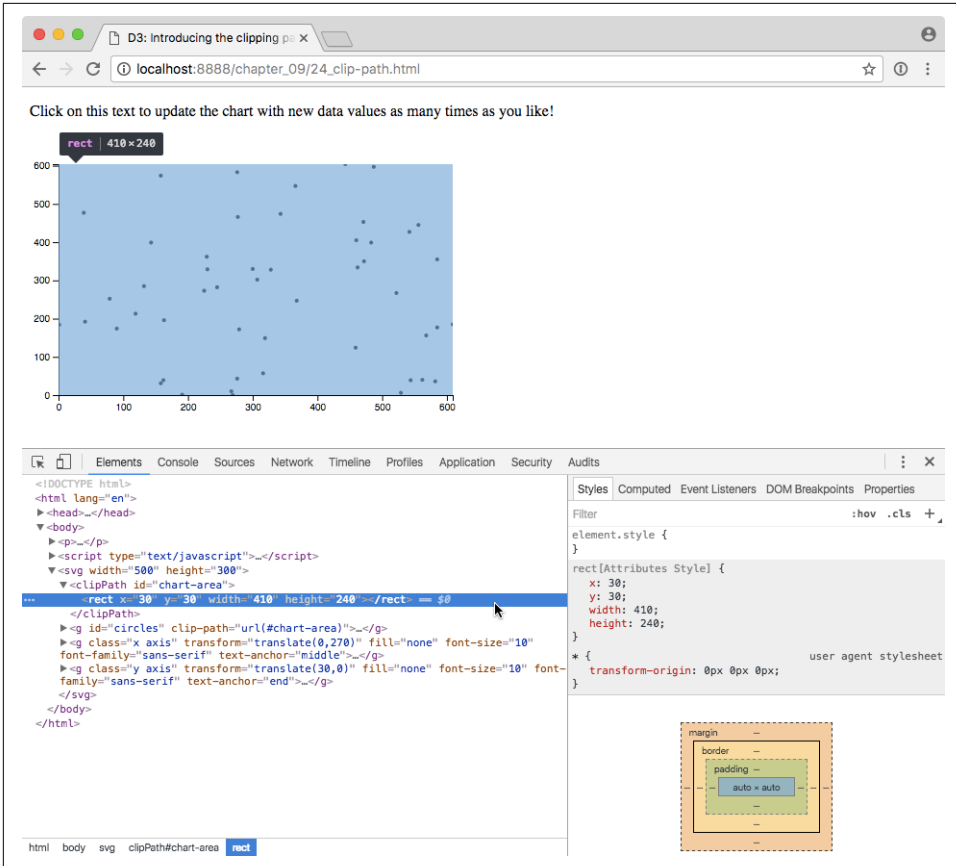 D3: Introducing the clipping pa ×
localhost:8888/chapter_09/24_clip-path.html
Click on this text to update the chart with new data values as many times as you like!
rect | 410×240
600
500
400
300
200
100
0
0 100 200 300 400 500 600
Elements Console Sources Network Timeline Profiles Application Security Audits
<!DOCTYPE html>
<html lang="en">
▶<head>…</head>
▼<body>
▶<p>…</p>
▶<script type="text/javascript">…</script>
▼<svg width="500" height="300">
▼<clipPath id="chart-area">
… <rect x="30" y="30" width="410" height="240"></rect> == $0
</clipPath>
▶<g id="circles" clip-path="url(#chart-area)">…</g>
▶<g class="x axis" transform="translate(0,270)" fill="none" font-size="10"
font-family="sans-serif" text-anchor="middle">…</g>
▶<g class="y axis" transform="translate(30,0)" fill="none" font-size="10" font-
family="sans-serif" text-anchor="end">…</g>
</svg>
</body>
</html>
html body svg clipPath#chart-area rect
Styles Computed Event Listeners DOM Breakpoints Properties
Filter :hov .cls +
element.style {
}
rect[Attributes Style] {
x: 30;
y: 30;
width: 410;
height: 240;
}
* { user agent stylesheet
transform-origin: 0px 0px 0px;
}
margin –
border –
padding –
– – – auto × auto – – –
–
–
–